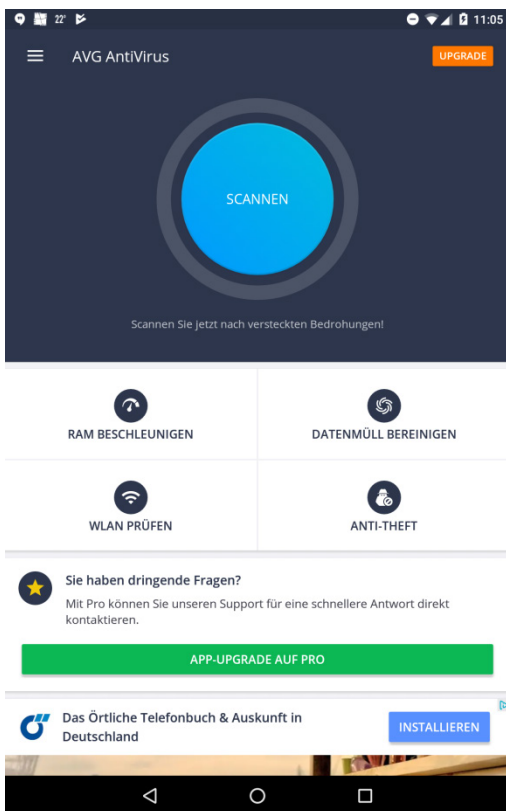 22° 11:05
AVG AntiVirus UPGRADE
SCANNEN
Scannen Sie jetzt nach versteckten Bedrohungen!
RAM BESCHLEUNIGEN
DATENMÜLL BEREINIGEN
WLAN PRÜFEN
ANTI-THEFT
Sie haben dringende Fragen?
Mit Pro können Sie unseren Support für eine schnellere Antwort direkt
kontaktieren.
APP-UPGRADE AUF PRO
Das Örtliche Telefonbuch & Auskunft in
Deutschland
INSTALLIEREN